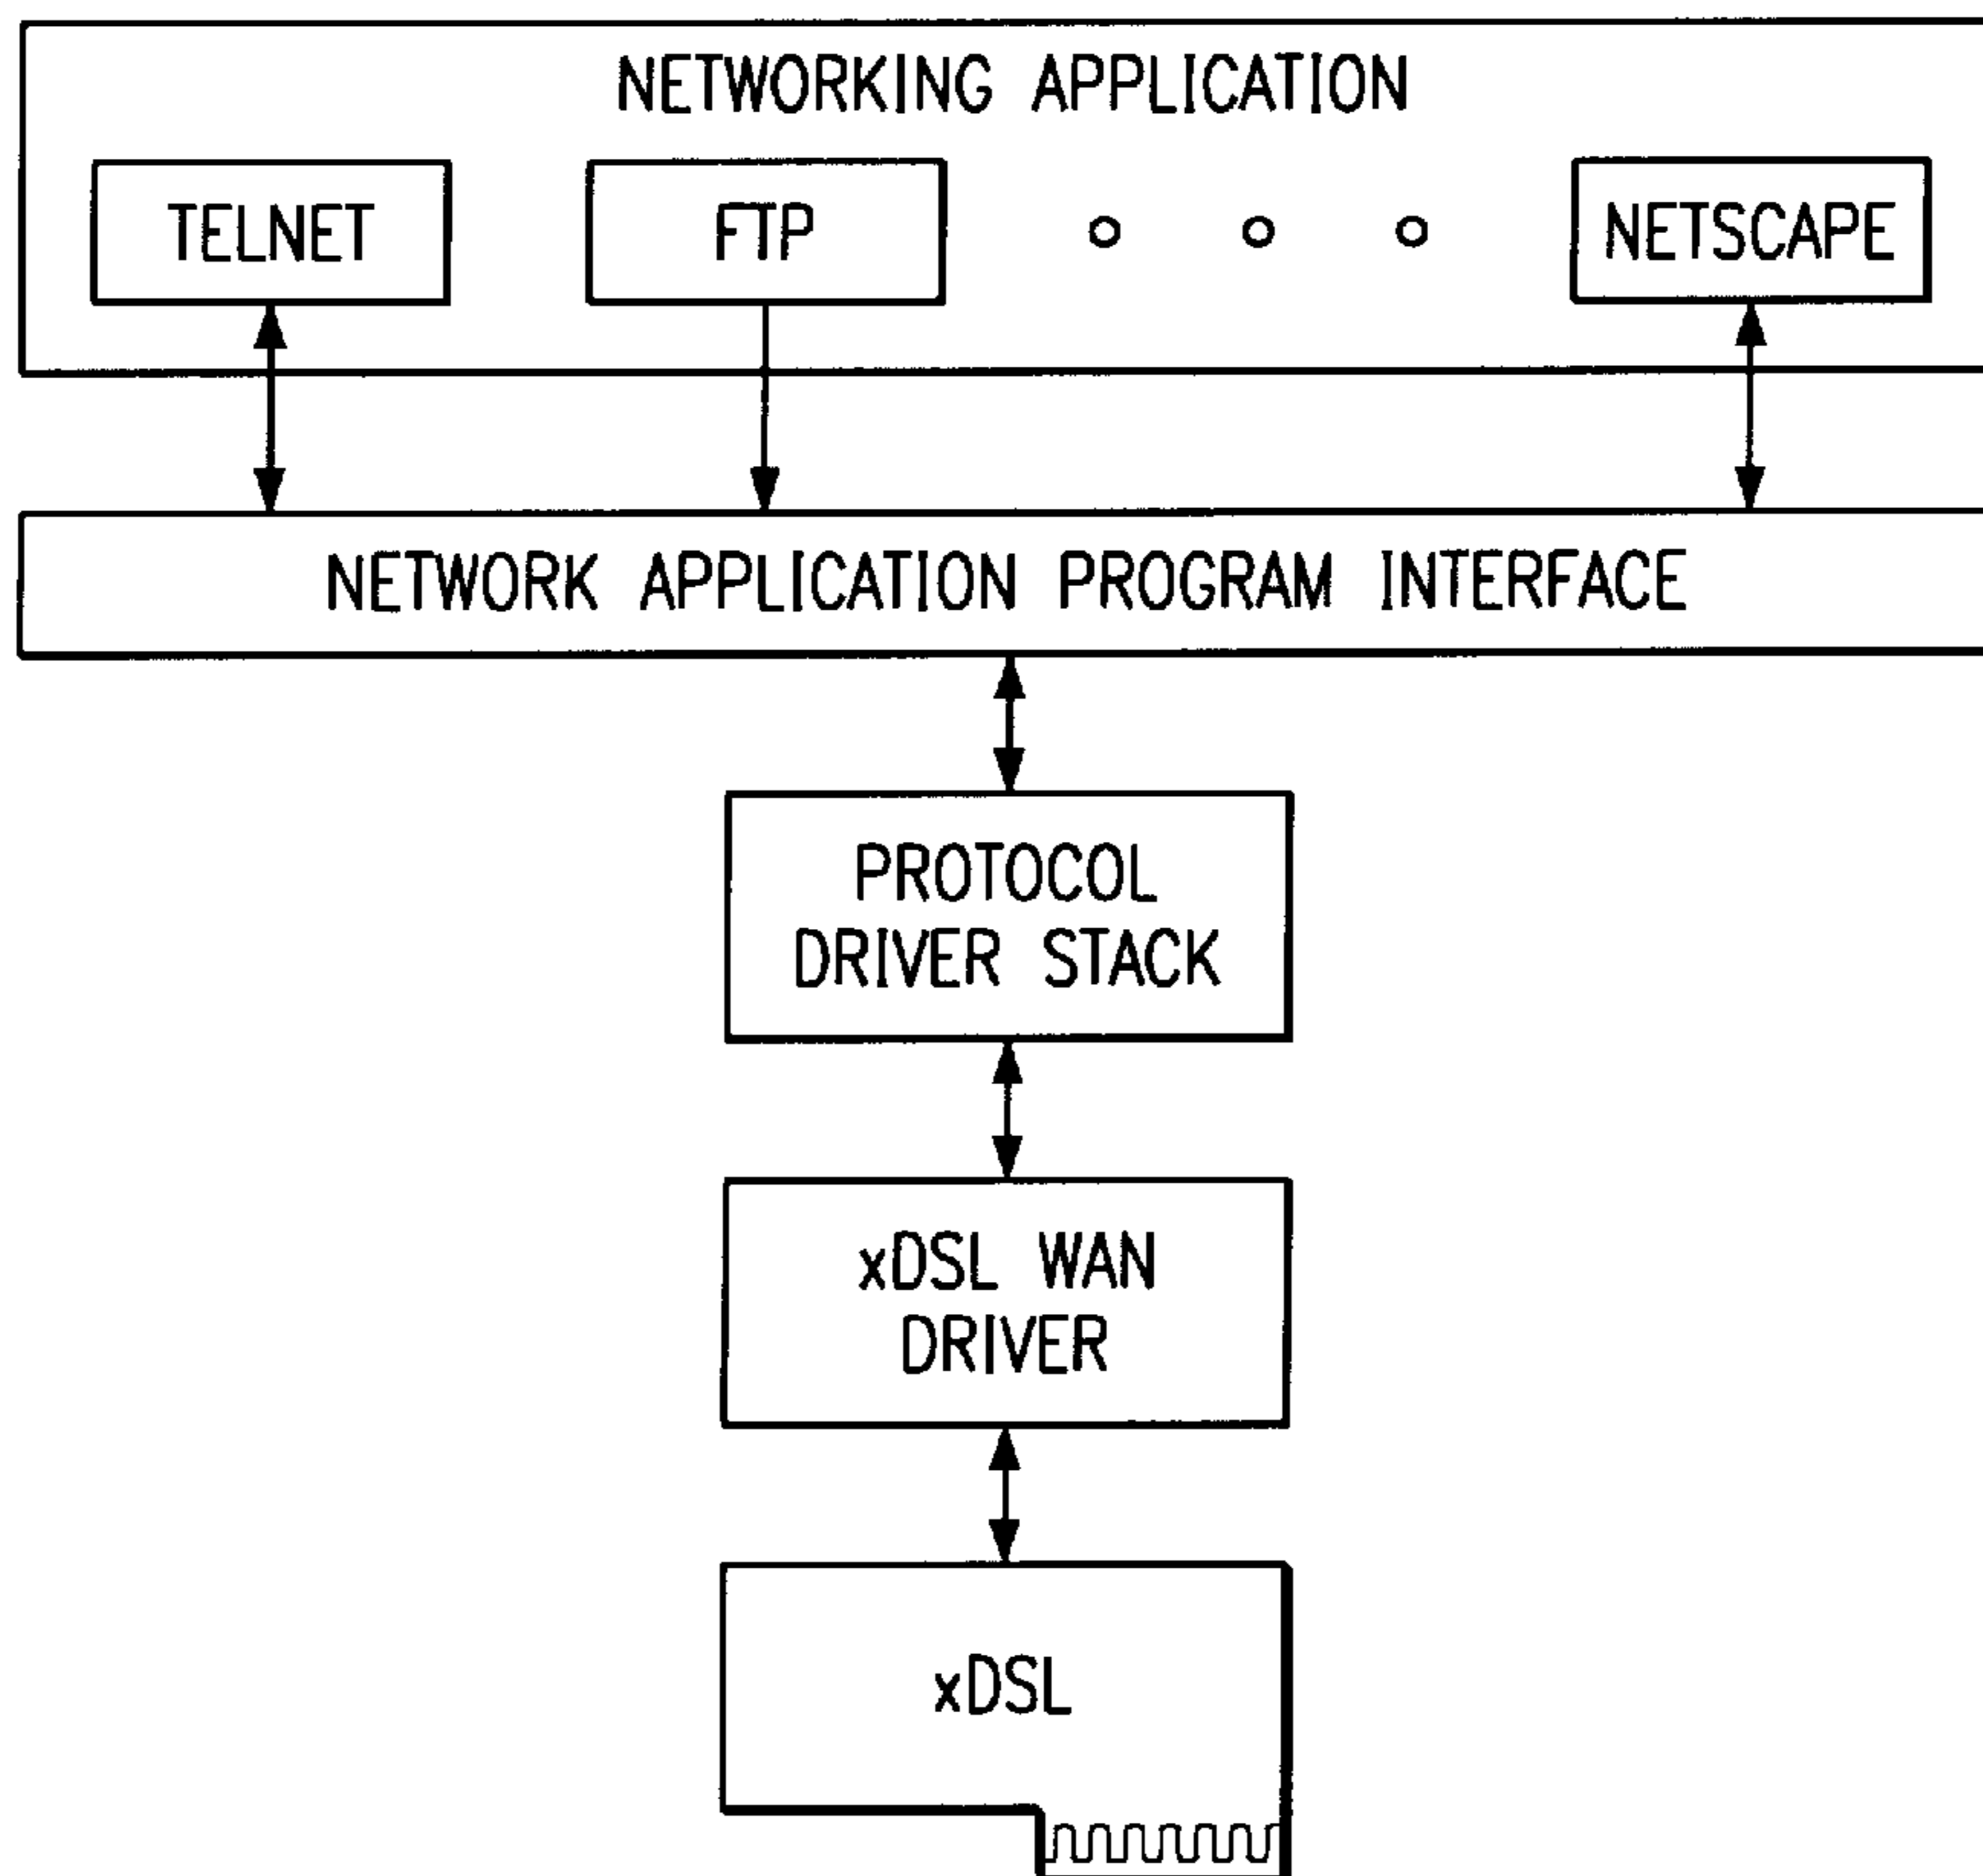 NETWORKING APPLICATION
TELNET
FTP
NETSCAPE
NETWORK APPLICATION PROGRAM INTERFACE
PROTOCOL
DRIVER STACK
xDSL WAN
DRIVER
xDSL